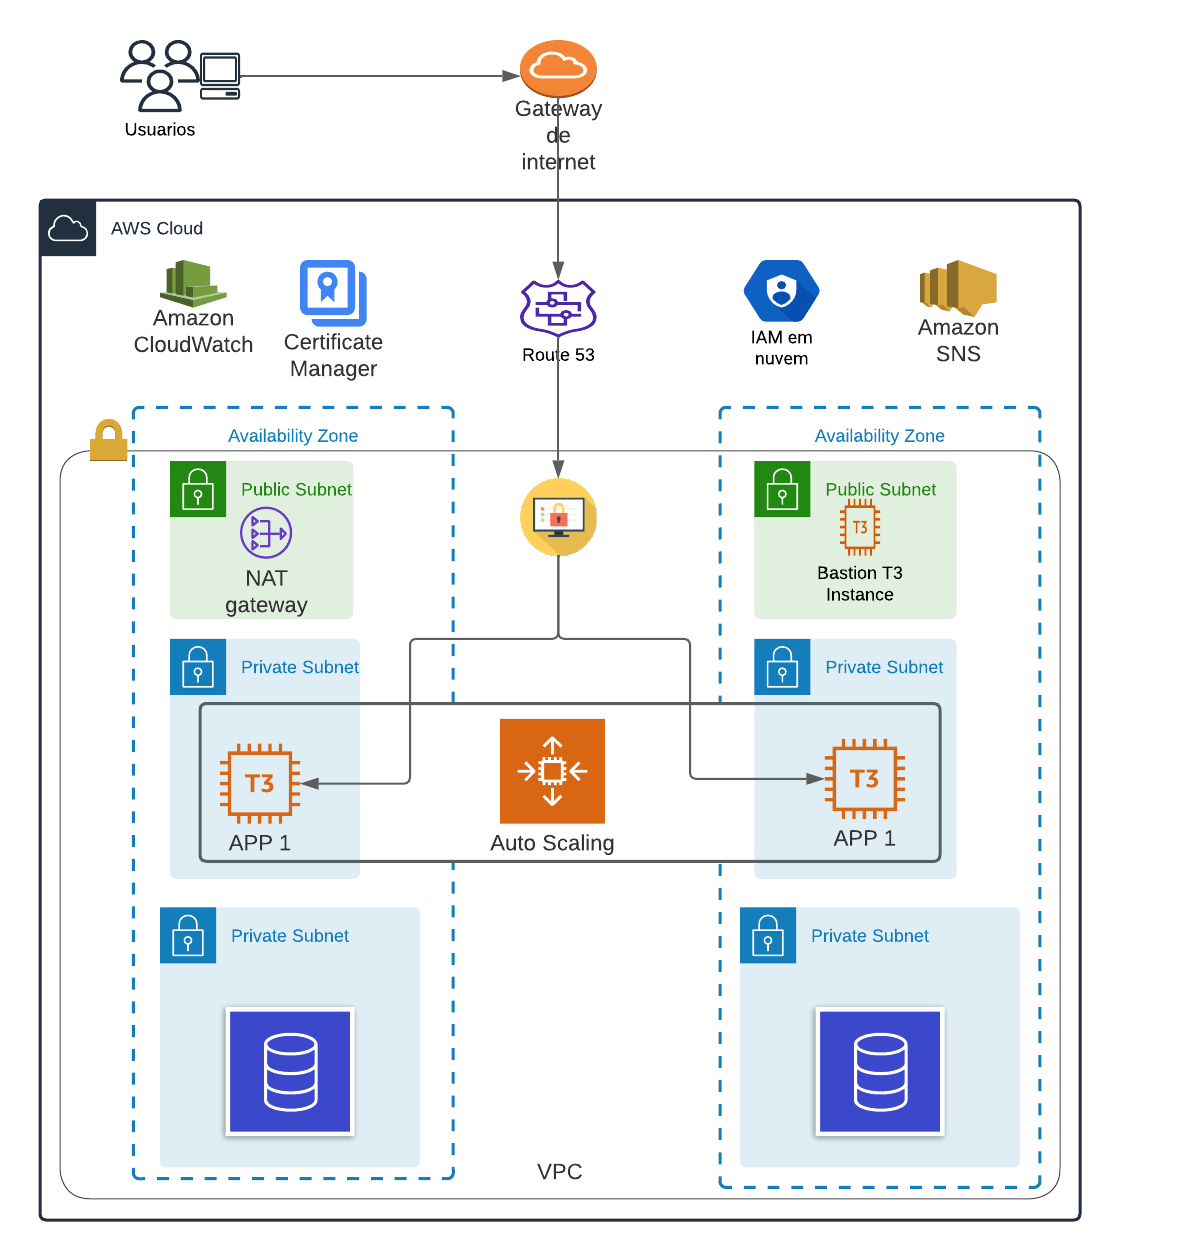 Usuarios
Gateway
de
internet
AWS Cloud
Amazon
CloudWatch
Certificate
Manager
Route 53
IAM em
nuvem
Amazon
SNS
Availability Zone
Availability Zone
Public Subnet
NAT
gateway
Public Subnet
T3
Bastion T3
Instance
Private Subnet
Private Subnet
T3
APP 1
Auto Scaling
T3
APP 1
Private Subnet
Private Subnet
VPC